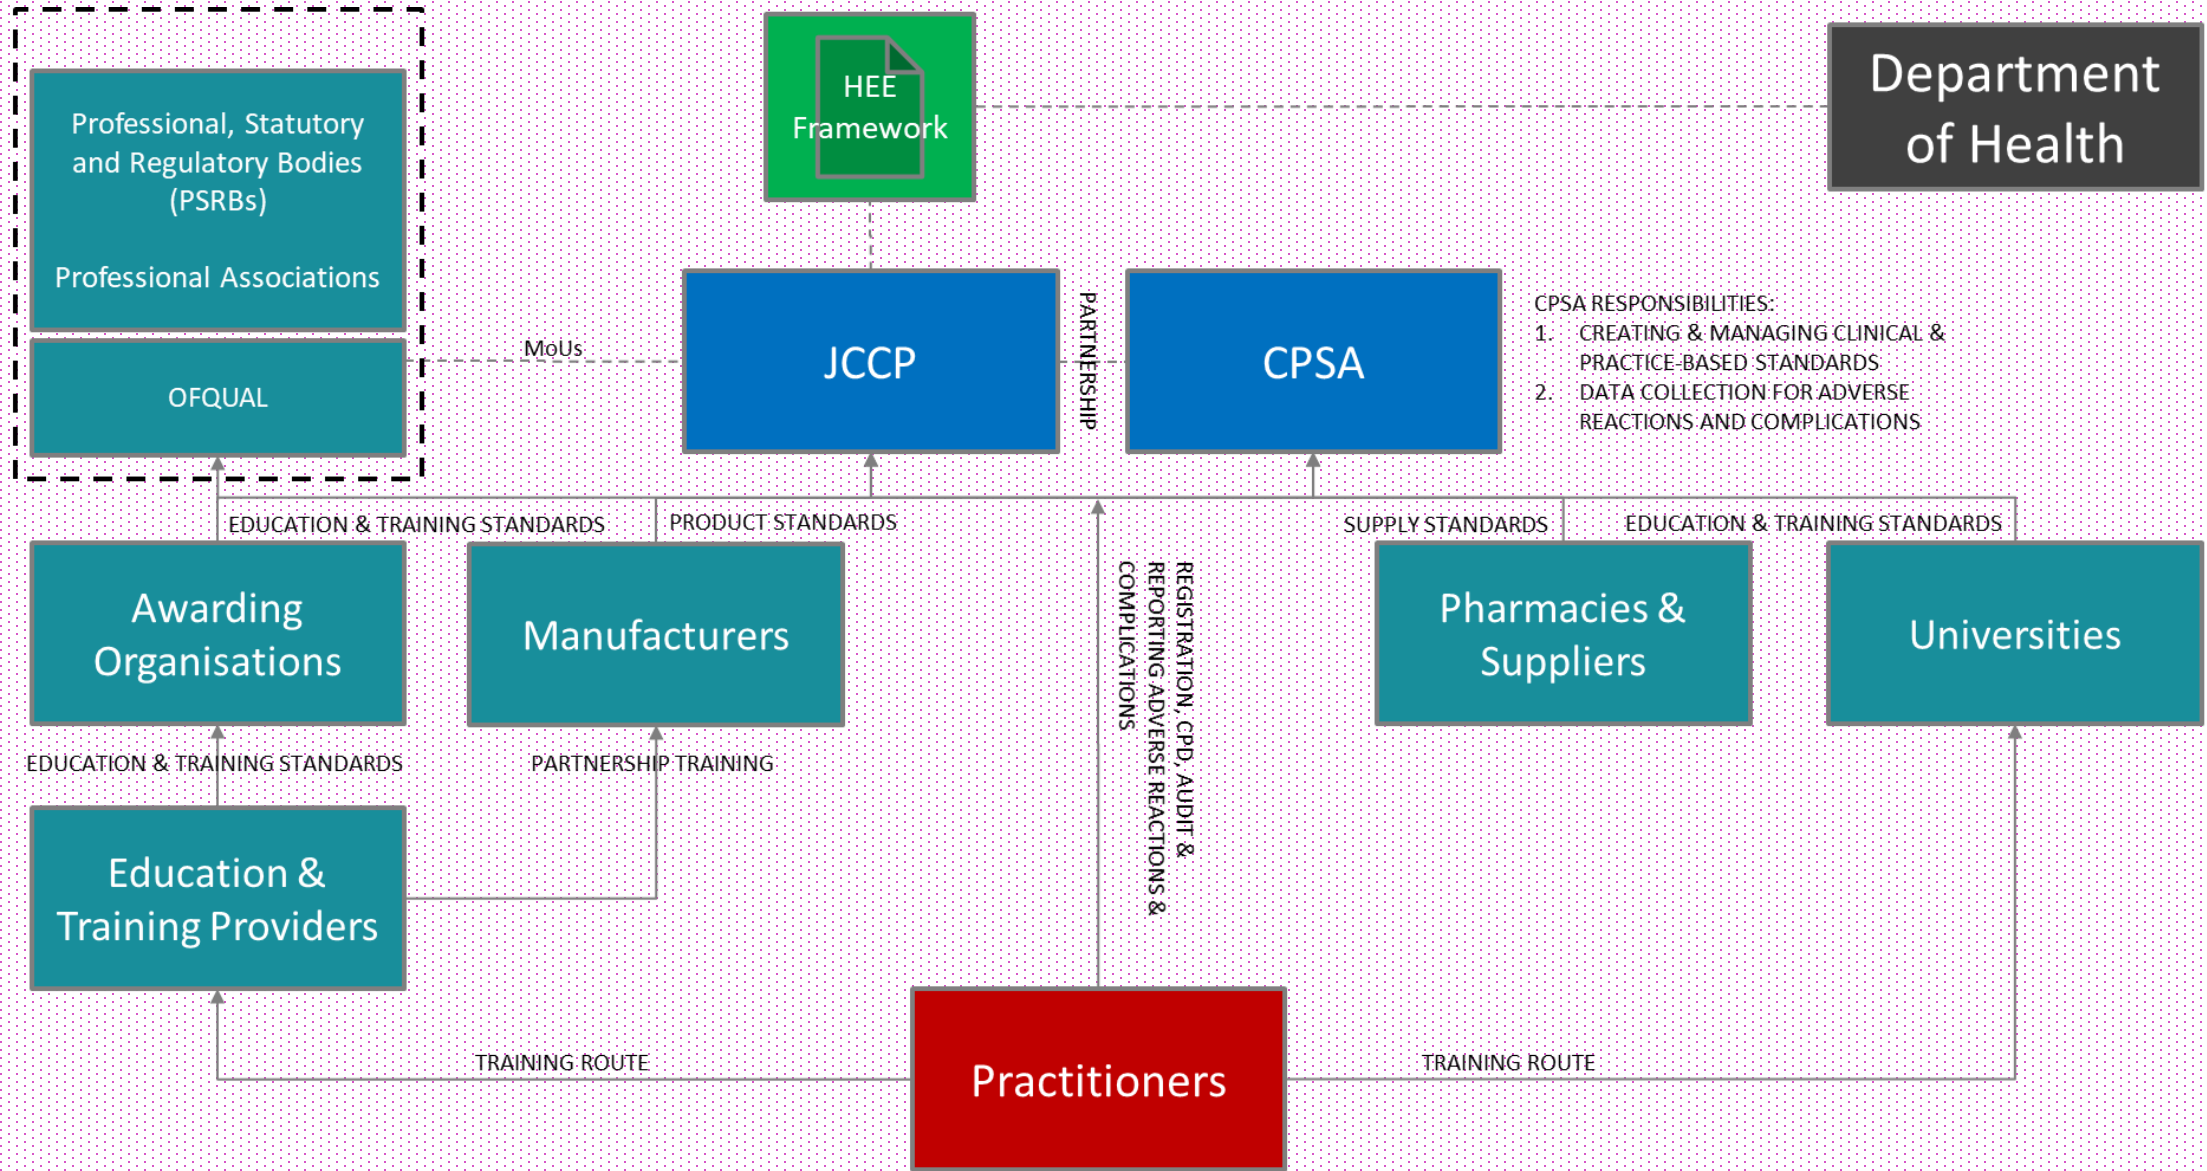 Professional, Statutory
and Regulatory Bodies
(PSRBs)
Professional Associations
OFQUAL
HEE
Framework
Department
of Health
MoUs
JCCP
PARTNERSHIP
CPSA
CPSA RESPONSIBILITIES:
1. CREATING & MANAGING CLINICAL &
PRACTICE-BASED STANDARDS
2. DATA COLLECTION FOR ADVERSE
REACTIONS AND COMPLICATIONS
EDUCATION & TRAINING STANDARDS
PRODUCT STANDARDS
SUPPLY STANDARDS
EDUCATION & TRAINING STANDARDS
Awarding
Organisations
Manufacturers
REGISTRATION, CPD, AUDIT &
REPORTING ADVERSE REACTIONS &
COMPLICATIONS
Pharmacies &
Suppliers
Universities
EDUCATION & TRAINING STANDARDS
PARTNERSHIP TRAINING
Education &
Training Providers
TRAINING ROUTE
Practitioners
TRAINING ROUTE